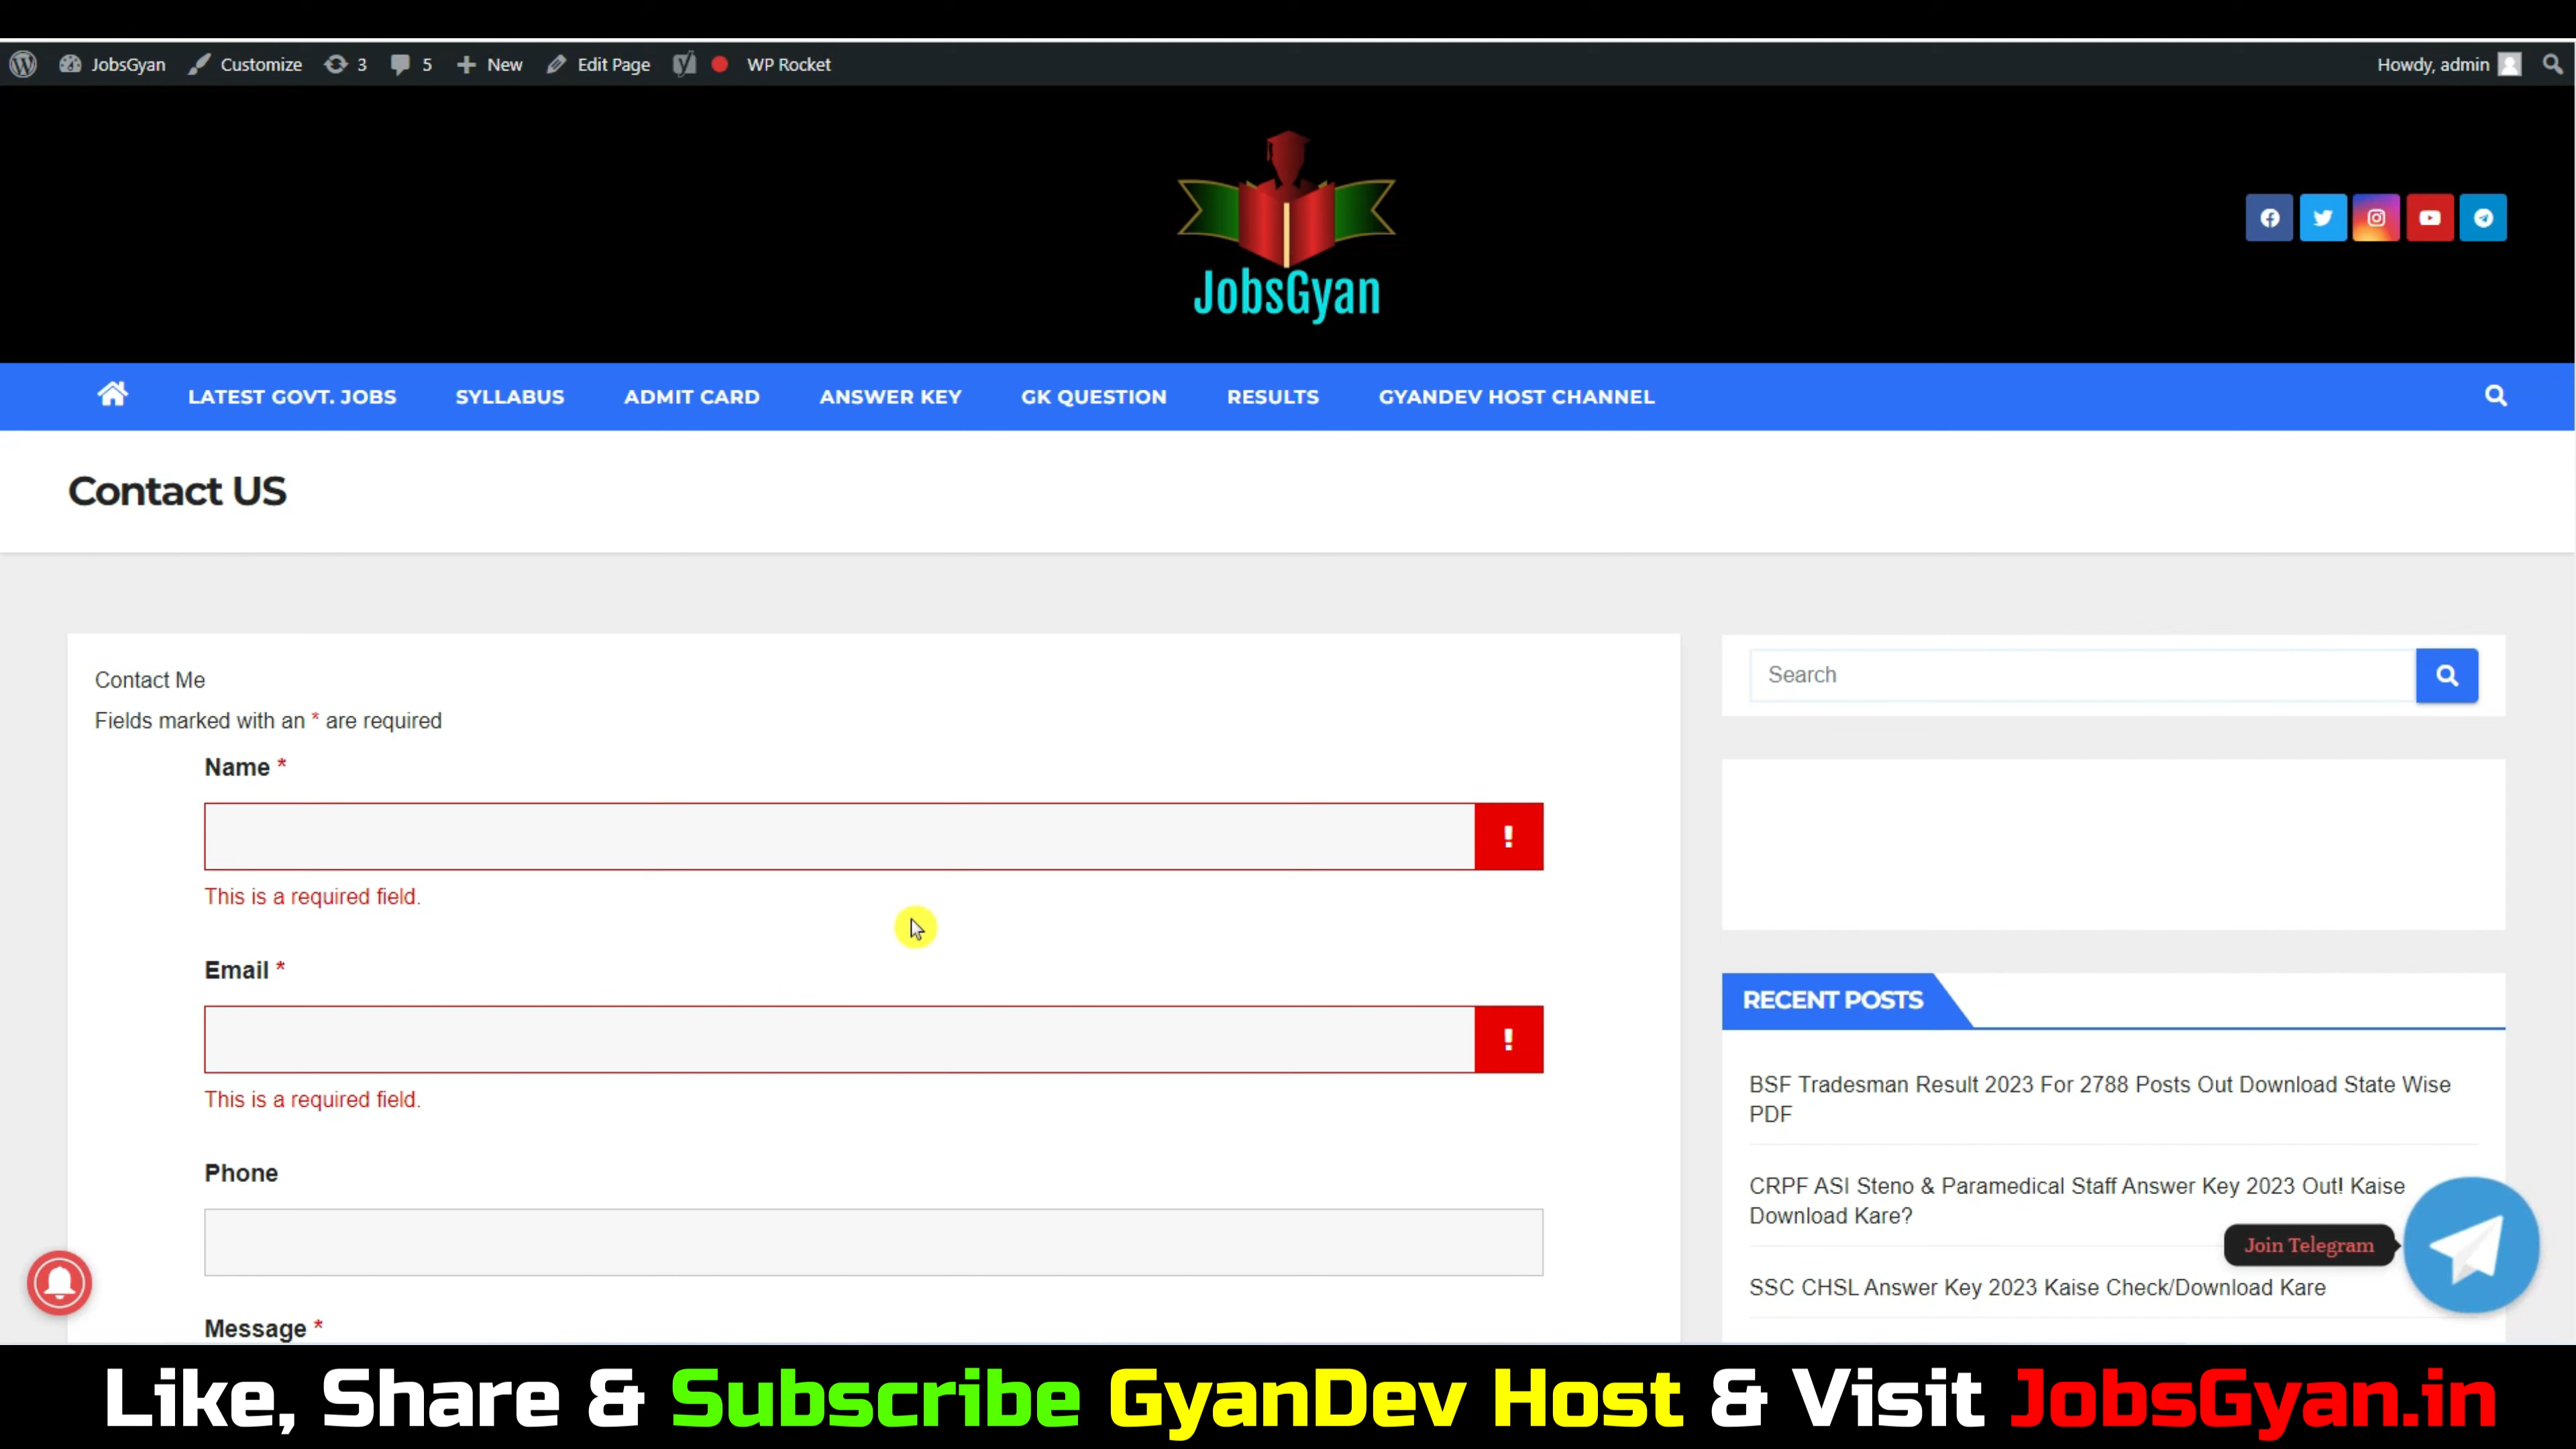 JobsGyan Customize 3 5 New Edit Page WP Rocket Howdy, admin
JobsGyan
LATEST GOVT. JOBS SYLLABUS ADMIT CARD ANSWER KEY GK QUESTION RESULTS GYANDEV HOST CHANNEL
Contact US
Contact Me
Fields marked with an * are required
Name *
!
This is a required field.
Email *
!
This is a required field.
Phone
Message *
Search
RECENT POSTS
BSF Tradesman Result 2023 For 2788 Posts Out Download State Wise
PDF
CRPF ASI Steno & Paramedical Staff Answer Key 2023 Out! Kaise
Download Kare?
Join Telegram
SSC CHSL Answer Key 2023 Kaise Check/Download Kare
Like, Share & Subscribe GyanDev Host & Visit JobsGyan.in